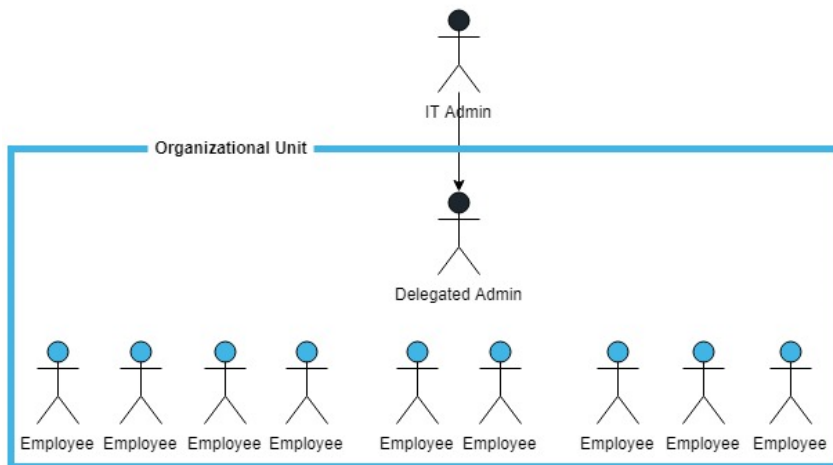 IT Admin
Organizational Unit
Delegated Admin
Employee Employee Employee Employee Employee Employee Employee Employee Employee